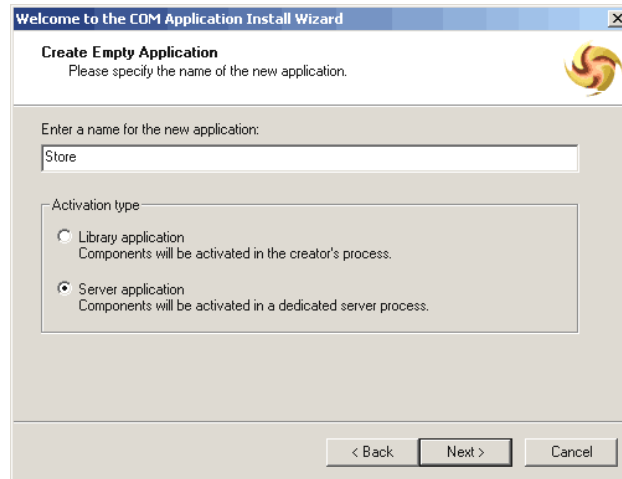 Welcome to the COM Application Install Wizard
Create Empty Application
Please specify the name of the new application.
Enter a name for the new application:
Store
Activation type
Library application
Components will be activated in the creator's process.
Server application
Components will be activated in a dedicated server process.
< Back Next > Cancel